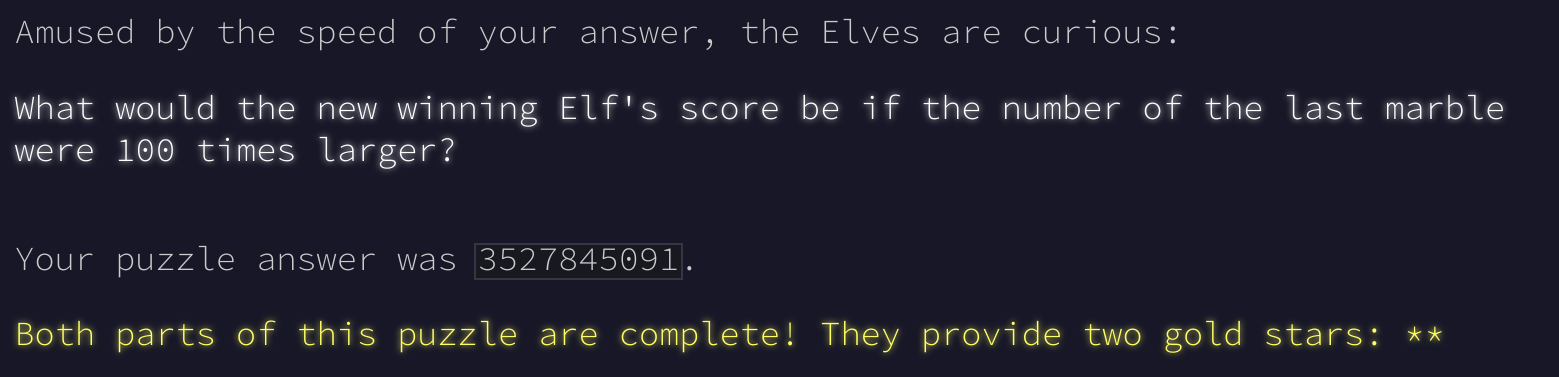 Amused by the speed of your answer, the Elves are curious:
What would the new winning Elf's score be if the number of the last marble
were 100 times larger?
Your puzzle answer was 3527845091.
Both parts of this puzzle are complete! They provide two gold stars: **